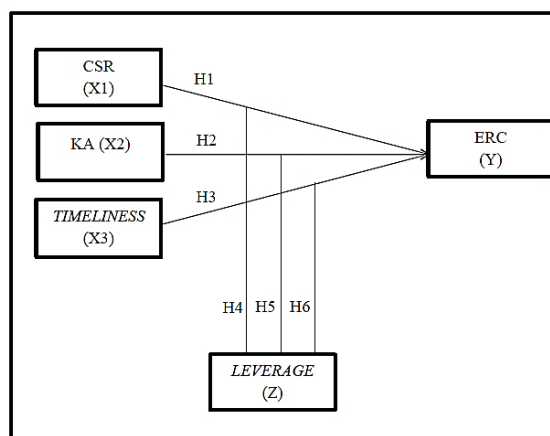 CSR
(X1)
H1
KA (X2)
H2
ERC
(Y)
TIMELINESS
(X3)
H3
H4 H5 H6
LEVERAGE
(Z)